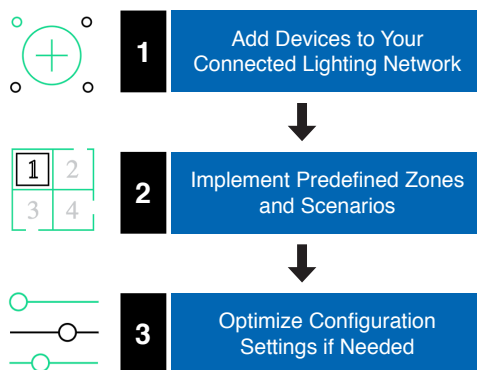 1
Add Devices to Your
Connected Lighting Network
1 2
3 4
2
Implement Predefined Zones
and Scenarios
3
Optimize Configuration
Settings if Needed